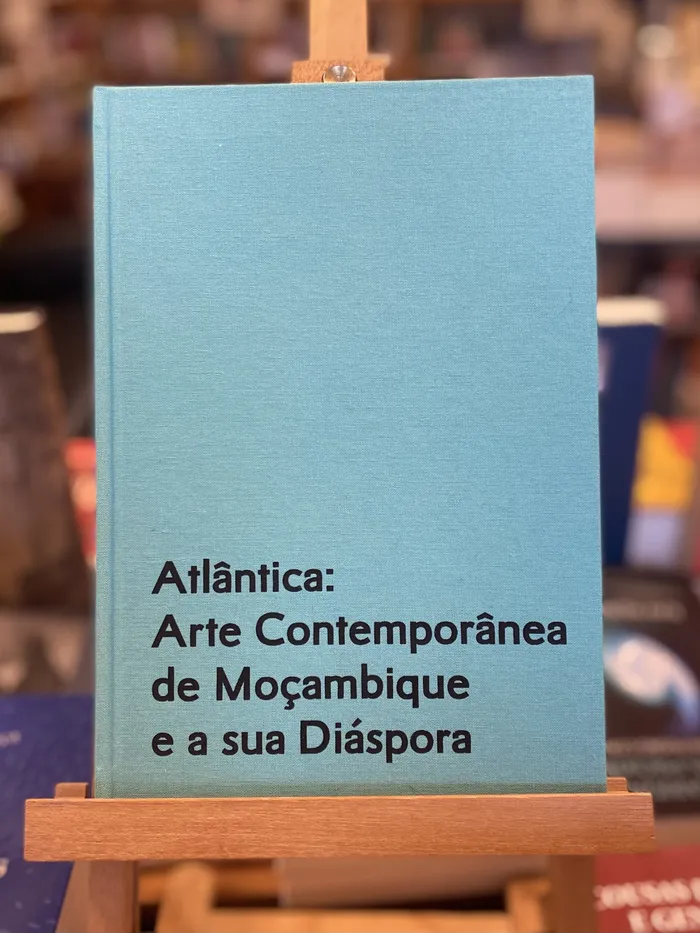 Atlântica:
Arte Contemporânea
de Moçambique
e a sua Diáspora